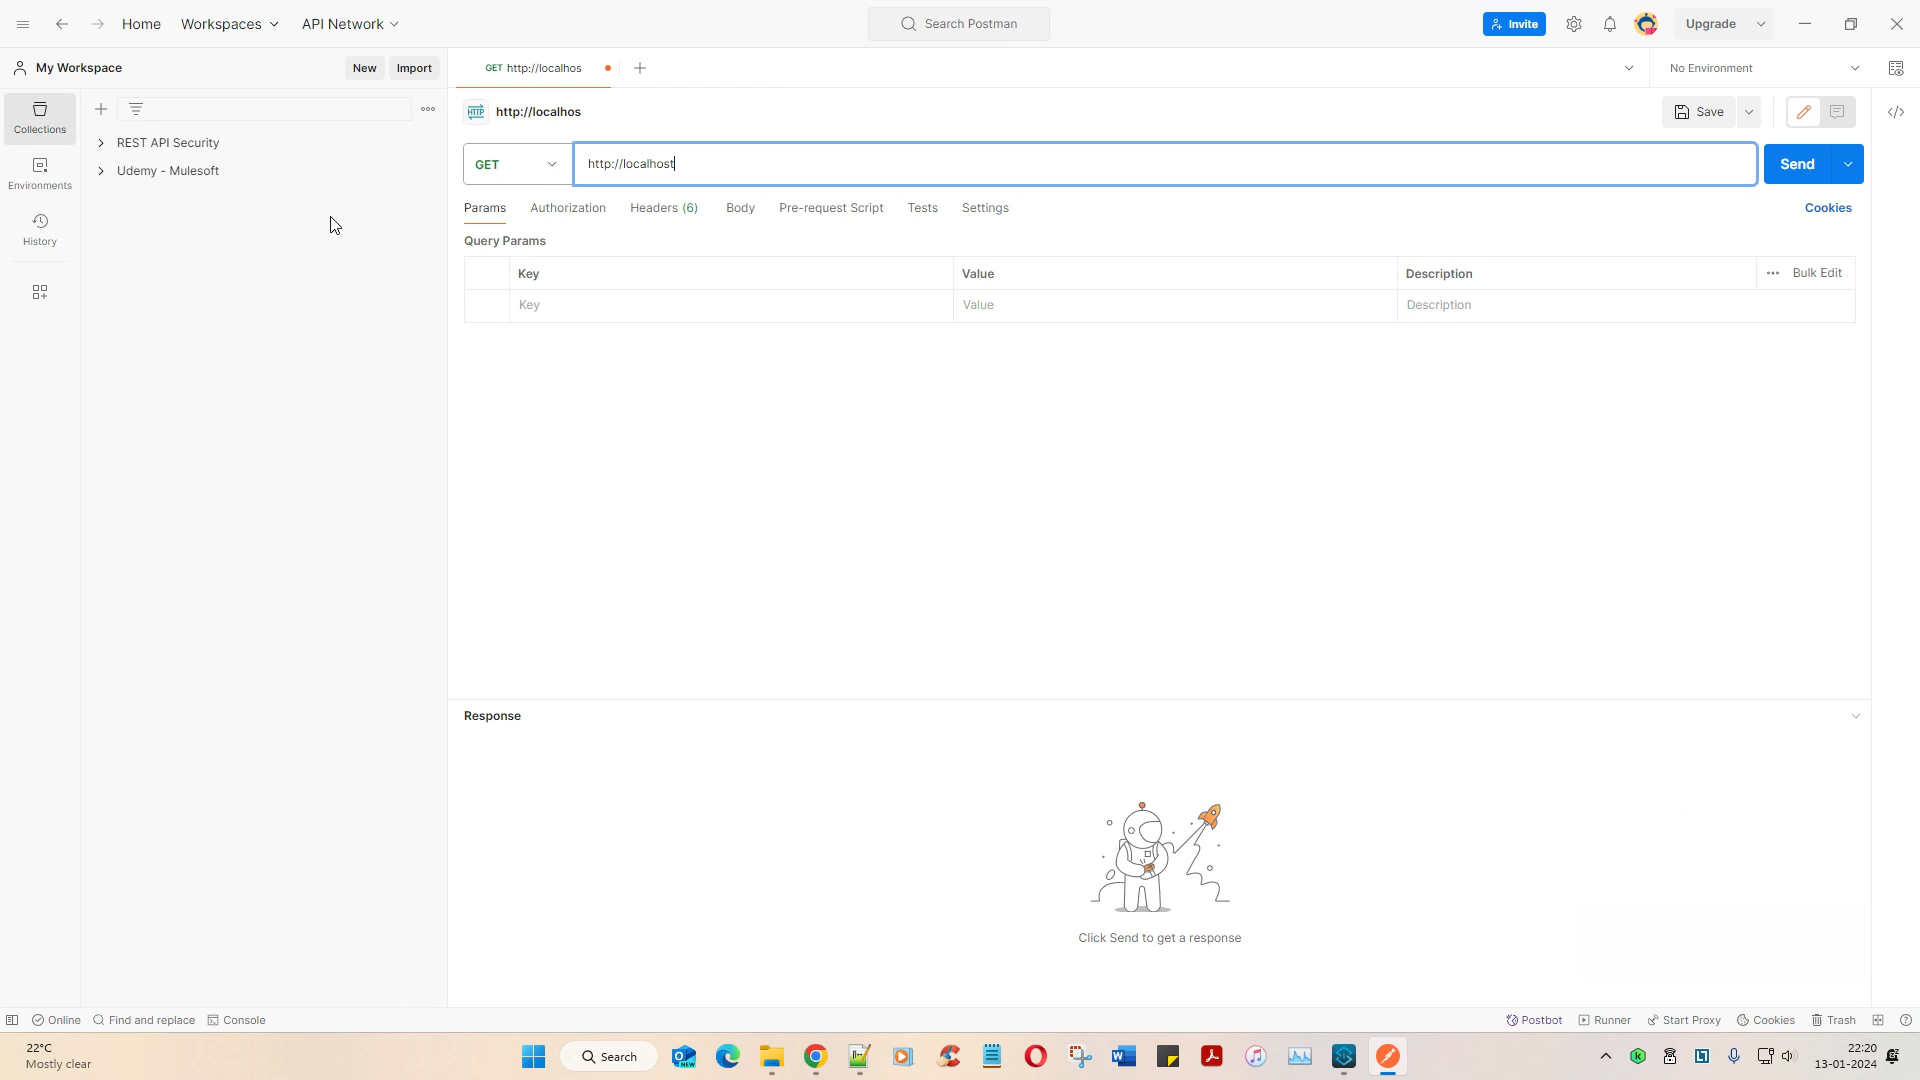 Home Workspaces API Network Search Postman Invite Upgrade
My Workspace New Import GET http://localhos No Environment
Collections
Environments
History
REST API Security
Udemy - Mulesoft
HTTP http://localhos Save
GET http://localhost Send
Params Authorization Headers (6) Body Pre-request Script Tests Settings Cookies
Query Params
Key Value Description Bulk Edit
Key Value Description
Response
Click Send to get a response
Online Find and replace Console Postbot Runner Start Proxy Cookies Trash
22°C
Mostly clear
Search
NEW
22:20
13-01-2024